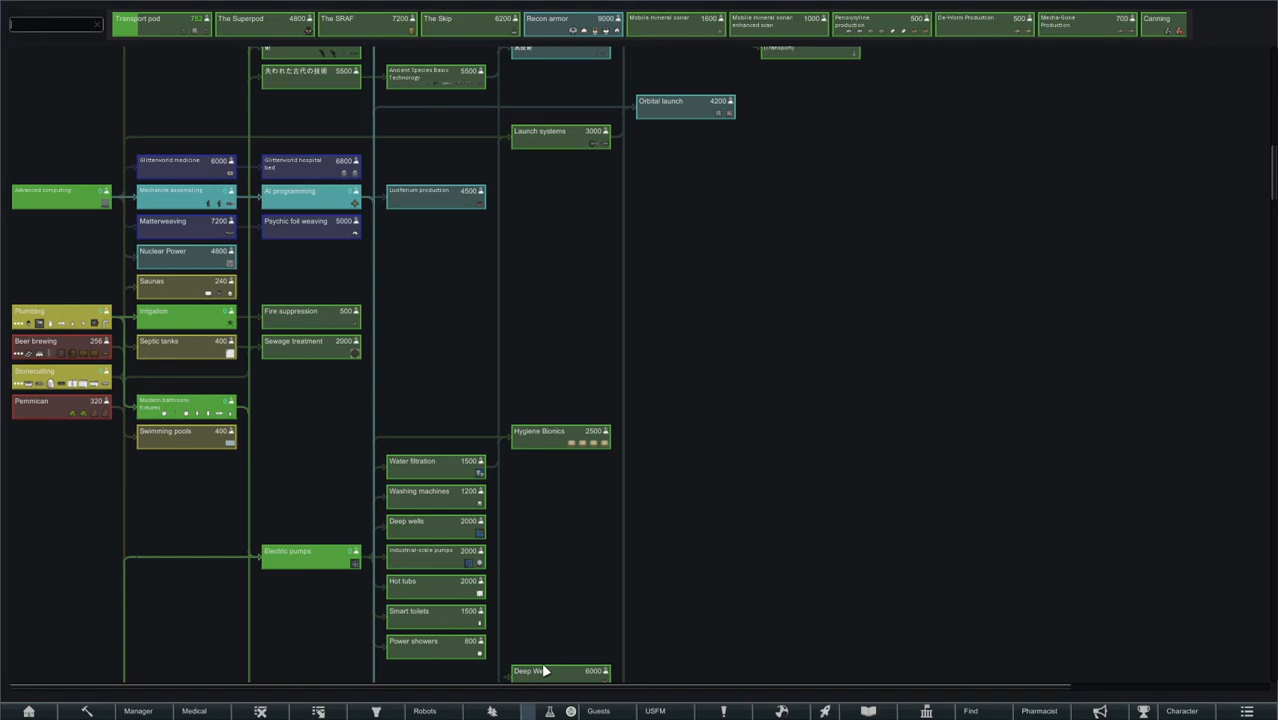 Transport pod 752
The Superpod 4800
The SRAF 7200
The Skip 6200
Recon armor 9000
Mobile mineral sonar 1600
Mobile mineral sonar: enhanced scan 1000
Penoxycyline production 500
De-Worm Production 500
Mecha-Gone Production 700
Canning
術
失われた古代の技術 5500
Ancient Species Basic Technology 5500
(Transport)
Orbital launch 4200
Launch systems 3000
Glitterworld medicine 6000
Glitterworld hospital bed 6800
Advanced computing 0
Mechanite assembling 0
AI programming 0
Luciferium production 4500
Matterweaving 7200
Psychic foil weaving 5000
Nuclear Power 4800
Saunas 240
Plumbing
Irrigation 0
Fire suppression 500
Beer brewing 256
Septic tanks 400
Sewage treatment 2000
Stonecutting
Pemmican 320
Modern bathroom fixtures 0
Swimming pools 400
Hygiene Bionics 2500
Water filtration 1500
Washing machines 1200
Deep wells 2000
Electric pumps 0
Industrial-scale pumps 2000
Hot tubs 2000
Smart toilets 1500
Power showers 800
Deep We 6000
Manager
Medical
Robots
Guests
USFM
Find
Pharmacist
Character